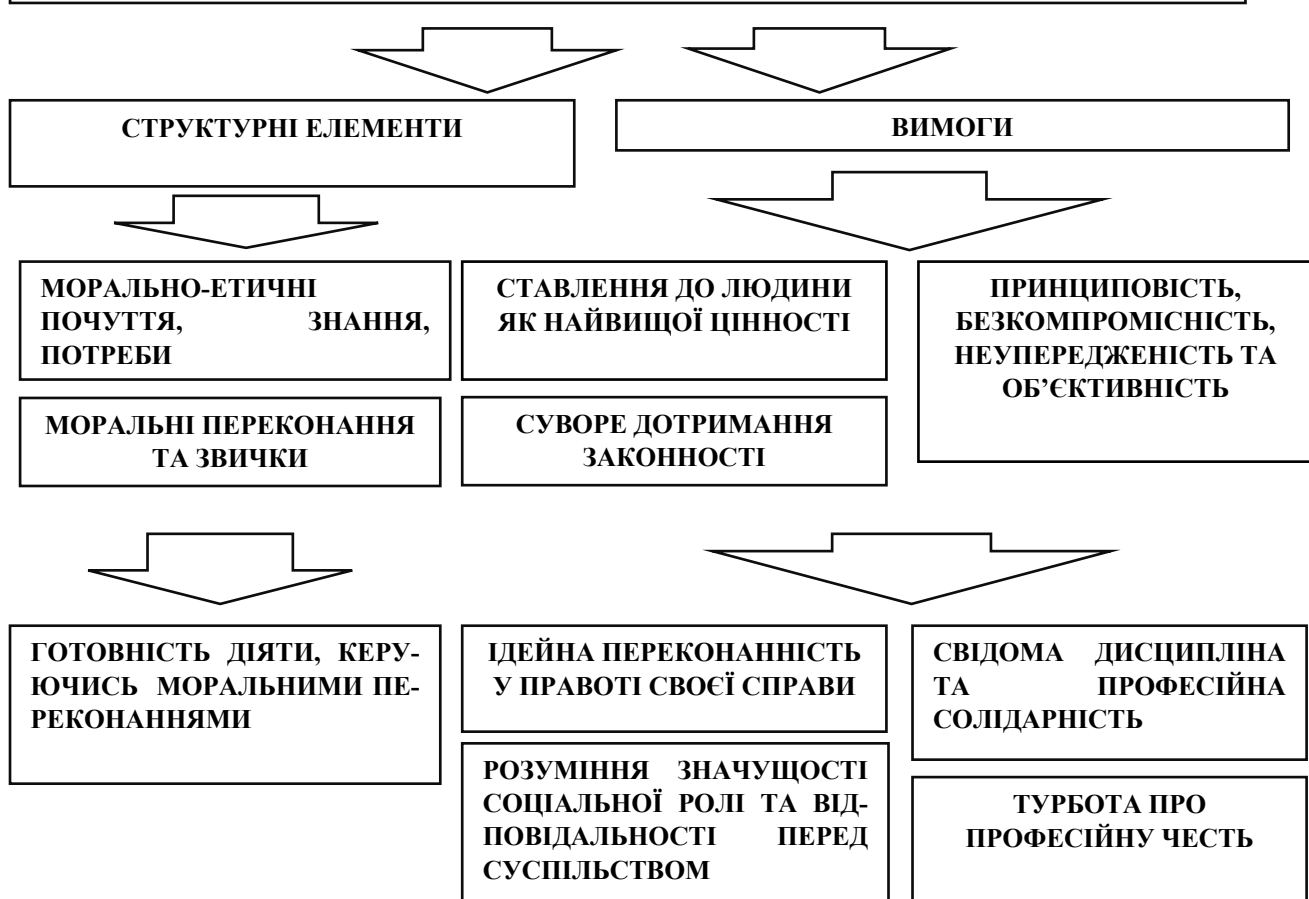 СТРУКТУРНІ ЕЛЕМЕНТИ
ВИМОГИ
МОРАЛЬНО-ЕТИЧНІ
ПОЧУТТЯ, ЗНАННЯ,
ПОТРЕБИ
СТАВЛЕННЯ ДО ЛЮДИНИ
ЯК НАЙВИЩОЇ ЦІННОСТІ
ПРИНЦИПОВІСТЬ,
БЕЗКОМПРОМІСНІСТЬ,
НЕУПЕРЕДЖЕНІСТЬ ТА
ОБ’ЄКТИВНІСТЬ
МОРАЛЬНІ ПЕРЕКОНАННЯ
ТА ЗВИЧКИ
СУВОРЕ ДОТРИМАННЯ
ЗАКОННОСТІ
ГОТОВНІСТЬ ДІЯТИ, КЕРУ-
ЮЧИСЬ МОРАЛЬНИМИ ПЕ-
РЕКОНАННЯМИ
ІДЕЙНА ПЕРЕКОНАННІСТЬ
У ПРАВОТІ СВОЄЇ СПРАВИ
СВІДОМА ДИСЦИПЛІНА
ТА ПРОФЕСІЙНА
СОЛІДАРНІСТЬ
РОЗУМІННЯ ЗНАЧУЩОСТІ
СОЦІАЛЬНОЇ РОЛІ ТА ВІД-
ПОВІДАЛЬНОСТІ ПЕРЕД
СУСПІЛЬСТВОМ
ТУРБОТА ПРО
ПРОФЕСІЙНУ ЧЕСТЬ